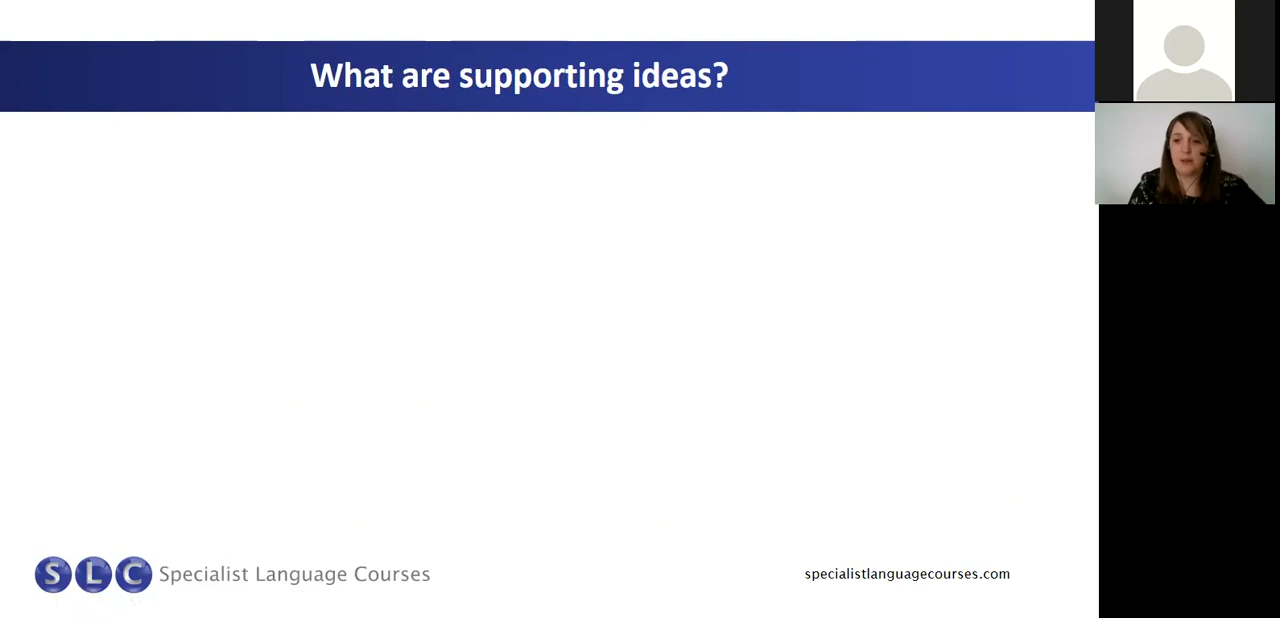 What are supporting ideas?
SLC Specialist Language Courses
specialistlanguagecourses.com